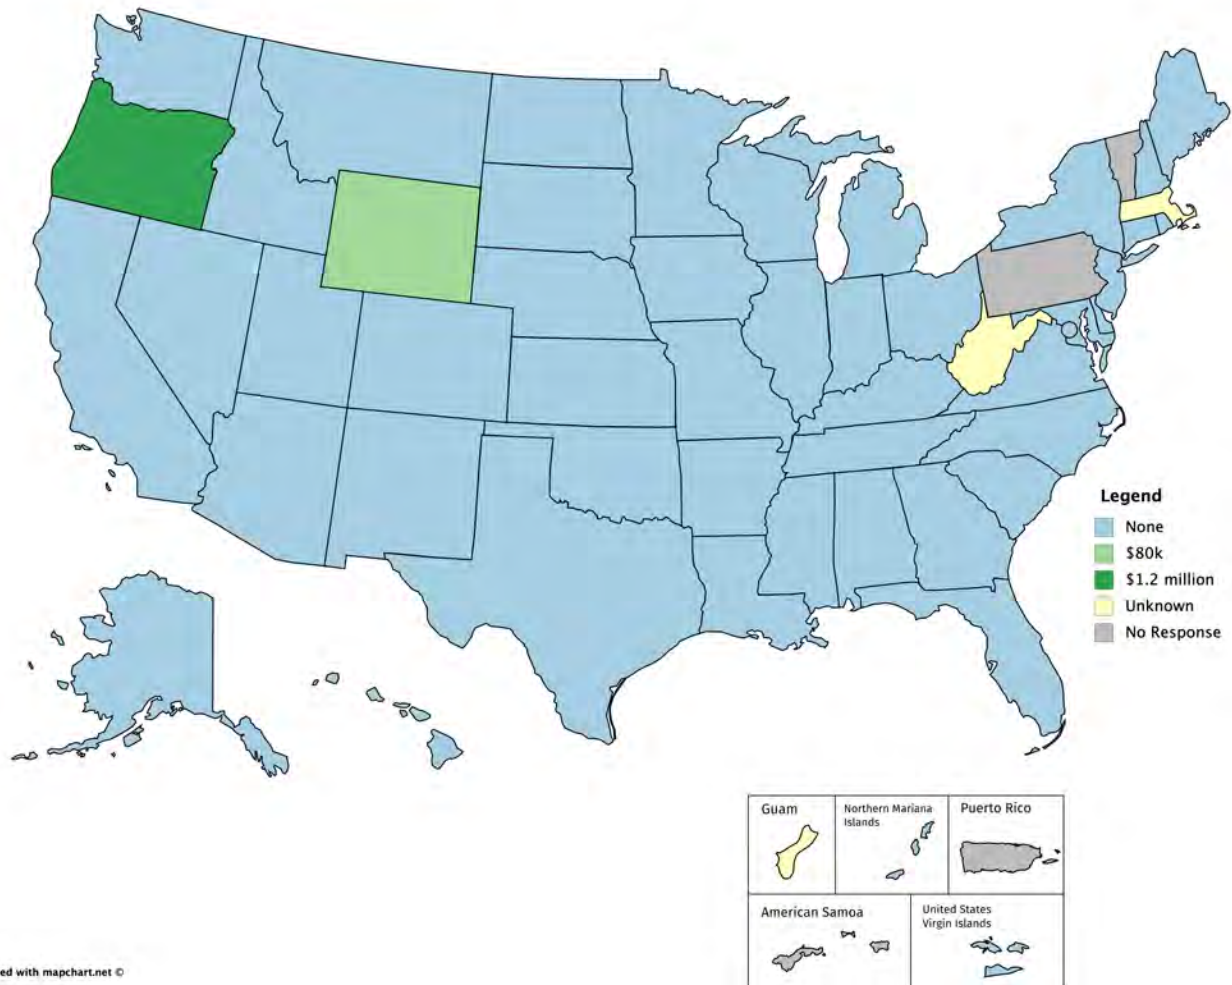 Legend
None
$80k
$1.2 million
Unknown
No Response
Guam
Northern Mariana
Islands
Puerto Rico
American Samoa
United States
Virgin Islands
ed with mapchart.net ©